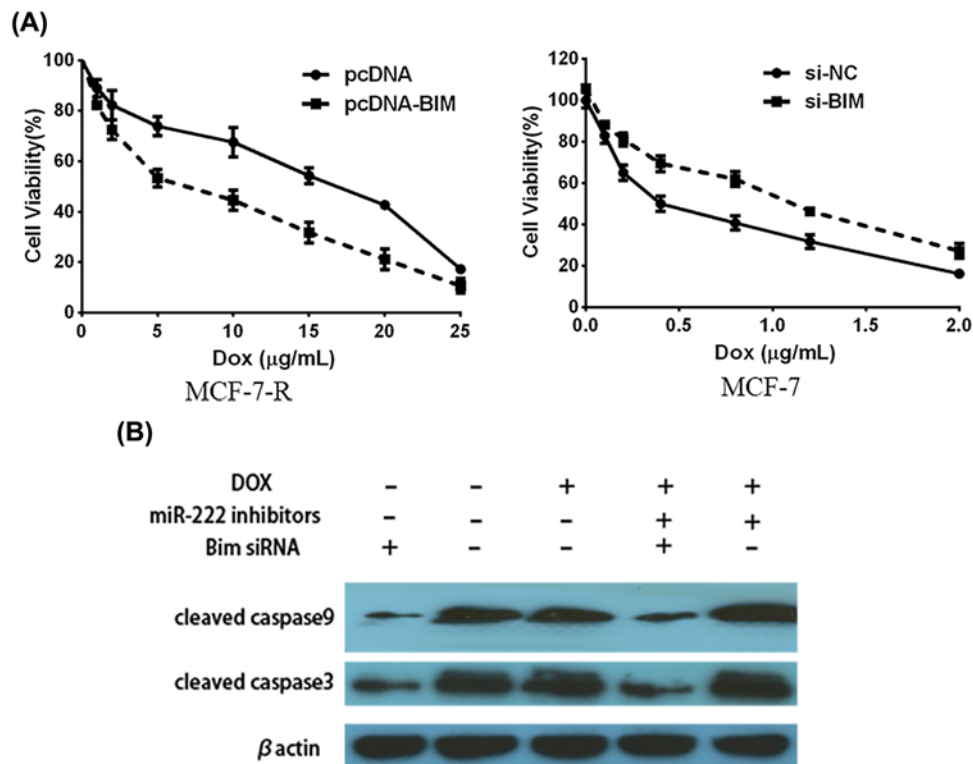 (A)
100
80
60
40
20
0
Cell Viability(%)
pcDNA
pcDNA-BIM
0 5 10 15 20 25
Dox (μg/mL)
MCF-7-R
120
100
80
60
40
20
0
Cell Viability(%)
si-NC
si-BIM
0.0 0.5 1.0 1.5 2.0
Dox (μg/mL)
MCF-7
(B)
DOX - - + + +
miR-222 inhibitors - - - + +
Bim siRNA + - - + -
cleaved caspase9
cleaved caspase3
β actin